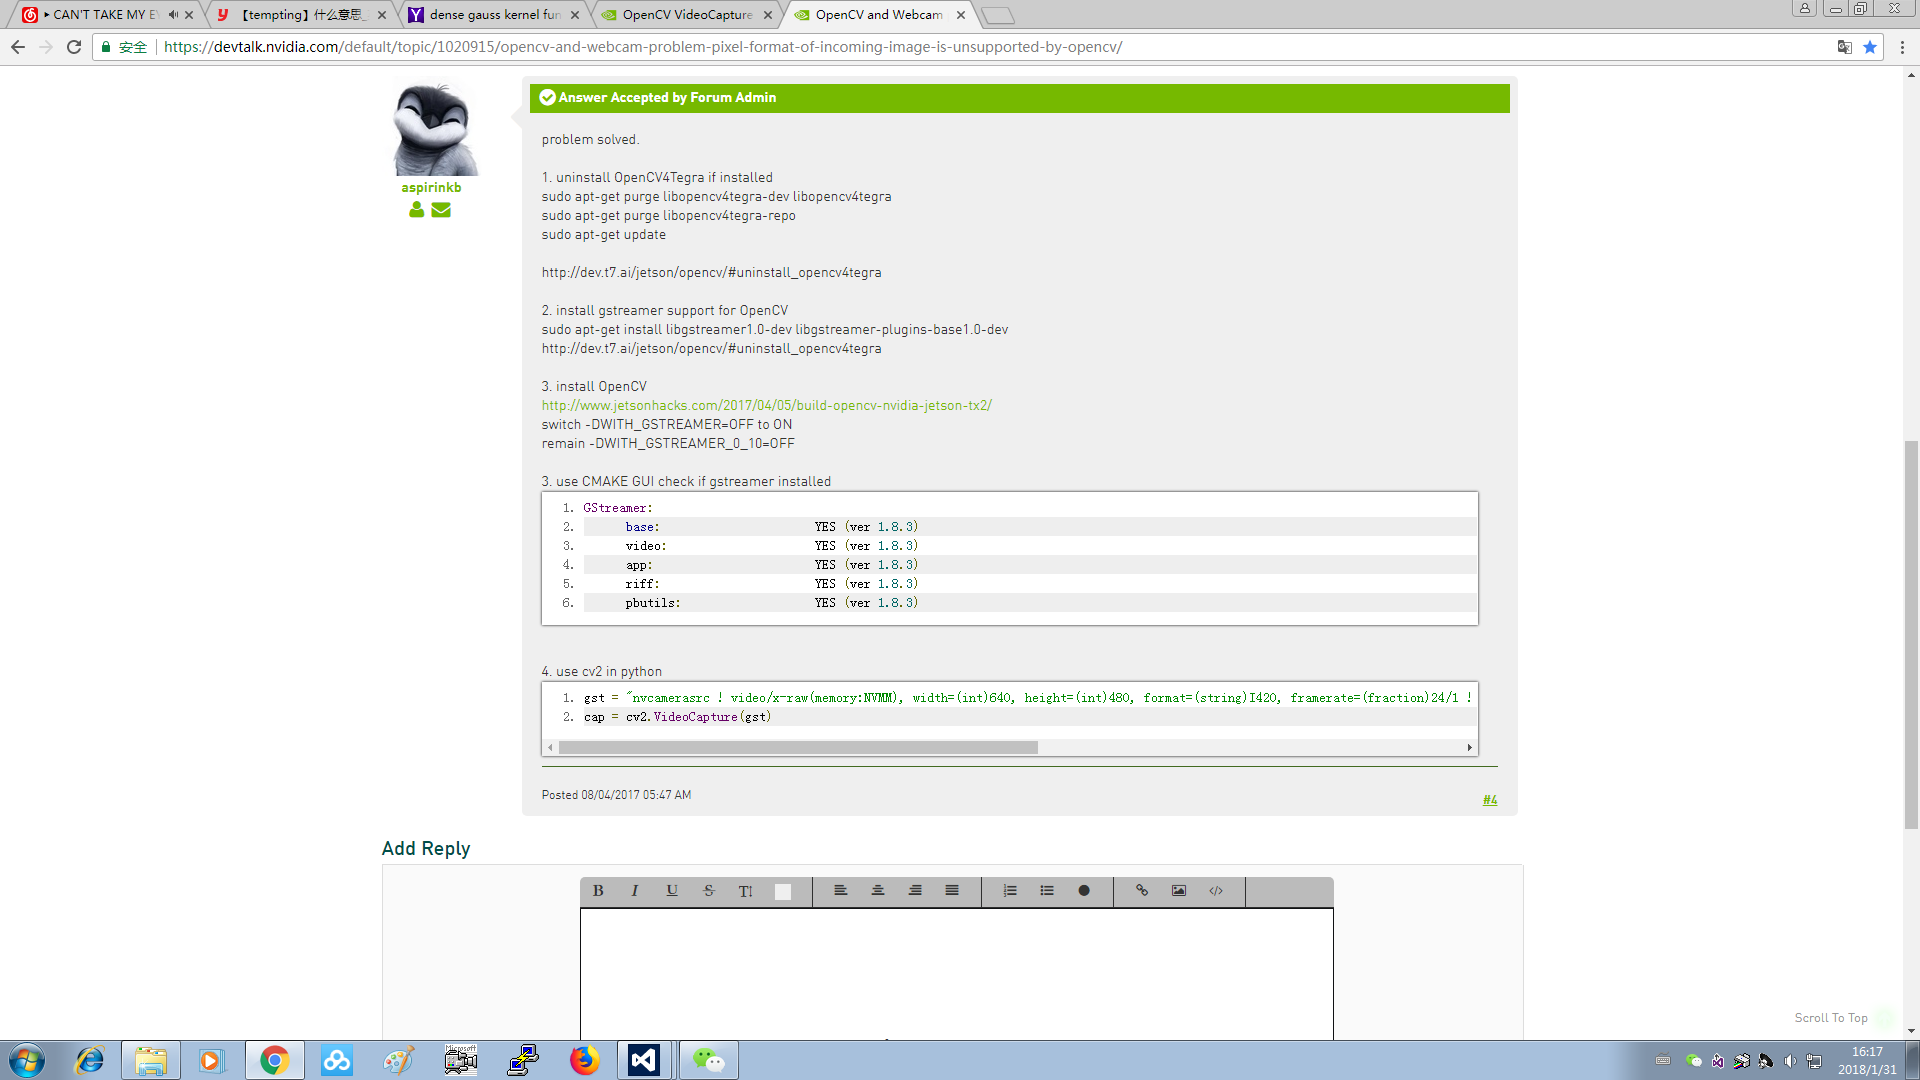 CAN'T TAKE MY E
【tempting】什么意思_
dense gauss kernel fun
OpenCV VideoCapture
OpenCV and Webcam
安全
https://devtalk.nvidia.com/default/topic/1020915/opencv-and-webcam-problem-pixel-format-of-incoming-image-is-unsupported-by-opencv/
Answer Accepted by Forum Admin
aspirinkb
problem solved.
1. uninstall OpenCV4Tegra if installed
sudo apt-get purge libopencv4tegra-dev libopencv4tegra
sudo apt-get purge libopencv4tegra-repo
sudo apt-get update
http://dev.t7.ai/jetson/opencv/#uninstall_opencv4tegra
2. install gstreamer support for OpenCV
sudo apt-get install libgstreamer1.0-dev libgstreamer-plugins-base1.0-dev
http://dev.t7.ai/jetson/opencv/#uninstall_opencv4tegra
3. install OpenCV
http://www.jetsonhacks.com/2017/04/05/build-opencv-nvidia-jetson-tx2/
switch -DWITH_GSTREAMER=OFF to ON
remain -DWITH_GSTREAMER_0_10=OFF
3. use CMAKE GUI check if gstreamer installed
1. GStreamer:
2. base: YES (ver 1.8.3)
3. video: YES (ver 1.8.3)
4. app: YES (ver 1.8.3)
5. riff: YES (ver 1.8.3)
6. pbutils: YES (ver 1.8.3)
4. use cv2 in python
1. gst = "nvcamerasrc ! video/x-raw(memory:NVMM), width=(int)640, height=(int)480, format=(string)I420, framerate=(fraction)24/1 !
2. cap = cv2.VideoCapture(gst)
Posted 08/04/2017 05:47 AM
#4
Add Reply
B I U S T
Scroll To Top
Microsoft
16:17
2018/1/31